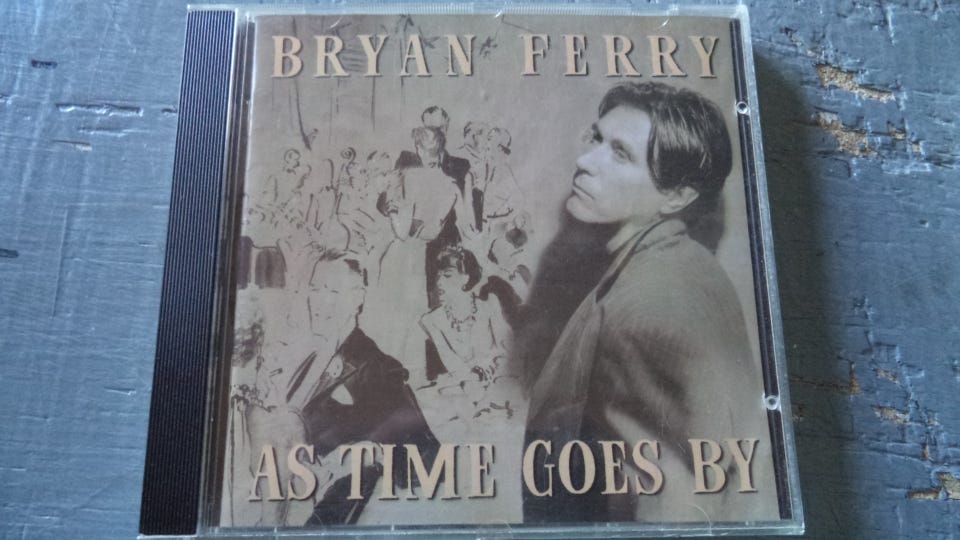 BRYAN FERRY
AS TIME GOES BY